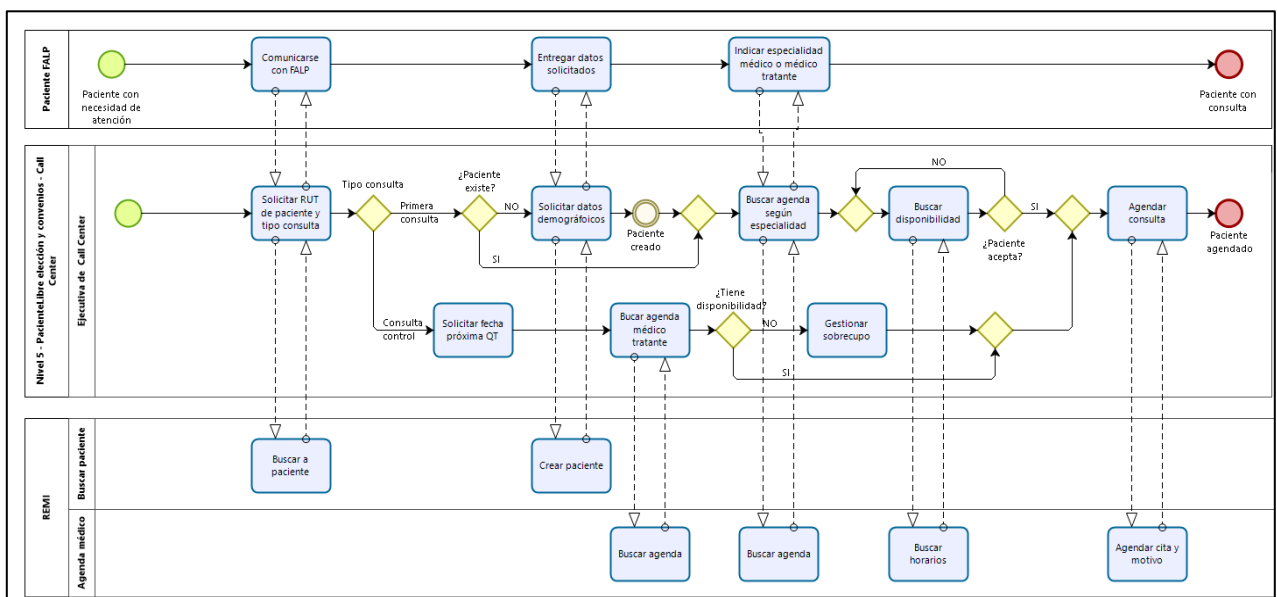 Paciente FALP
Paciente con
necesidad de
atención
Comunicarse
con FALP
Entregar datos
solicitados
Indicar especialidad
médico o médico
tratante
Paciente con
consulta
Nivel 5 - PacienteLibre elección y convenios - Call
Center
Ejecutiva de Call Center
Solicitar RUT
de paciente y
tipo consulta
Tipo consulta
Primera
consulta
¿Paciente
existe?
NO
SI
Solicitar datos
demográfoicos
Paciente
creado
Buscar agenda
según
especialidad
NO
Buscar
disponibilidad
SI
¿Paciente
acepta?
Agendar
consulta
Paciente
agendado
Consulta
control
Solicitar fecha
próxima QT
Bucar agenda
médico
tratante
¿Tiene
disponibilidad?
NO
SI
Gestionar
sobrecupo
REMI
Buscar paciente
Buscar a
paciente
Crear paciente
Agenda médico
Buscar agenda
Buscar agenda
Buscar
horarios
Agendar cita y
motivo